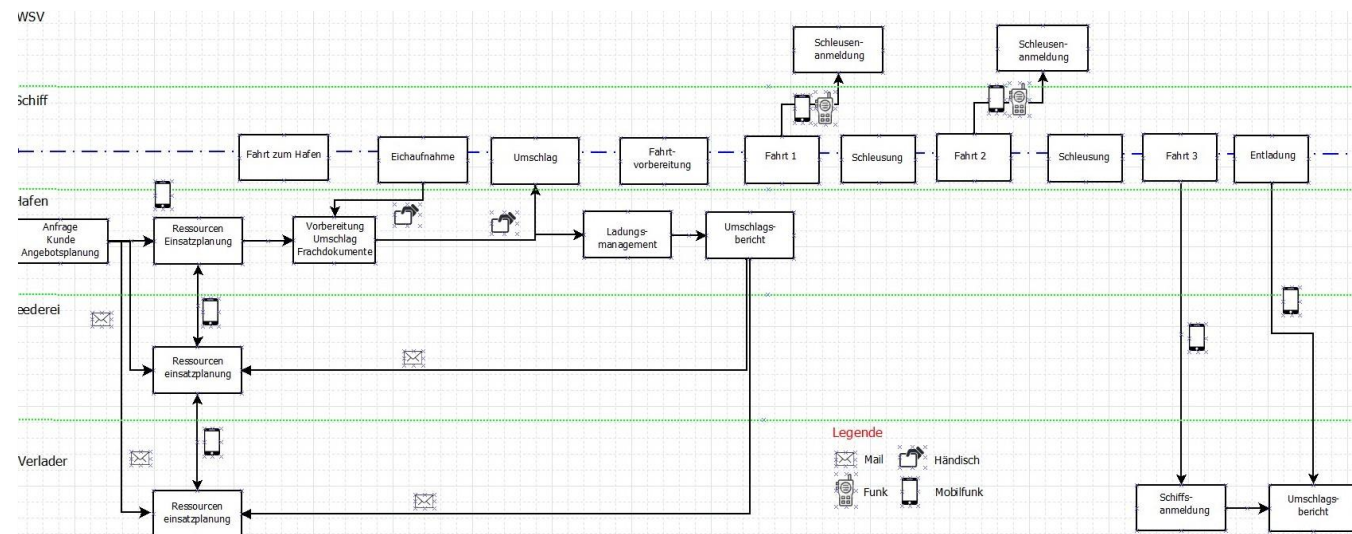 WSV
Schleusen-
anmeldung
Schleusen-
anmeldung
Schiff
Fahrt zum Hafen
Eichaufnahme
Umschlag
Fahrt-
vorbereitung
Fahrt 1
Schleusung
Fahrt 2
Schleusung
Fahrt 3
Entladung
Hafen
Anfrage
Kunde
Angebotsplanung
Ressourcen
Einsatzplanung
Vorbereitung
Umschlag
Frachdokumente
Ladungs-
management
Umschlags-
bericht
eederei
Ressourcen
einsatzplanung
Verlader
Ressourcen
einsatzplanung
Legende
Mail
Händisch
Funk
Mobilfunk
Schiffs-
anmeldung
Umschlags-
bericht